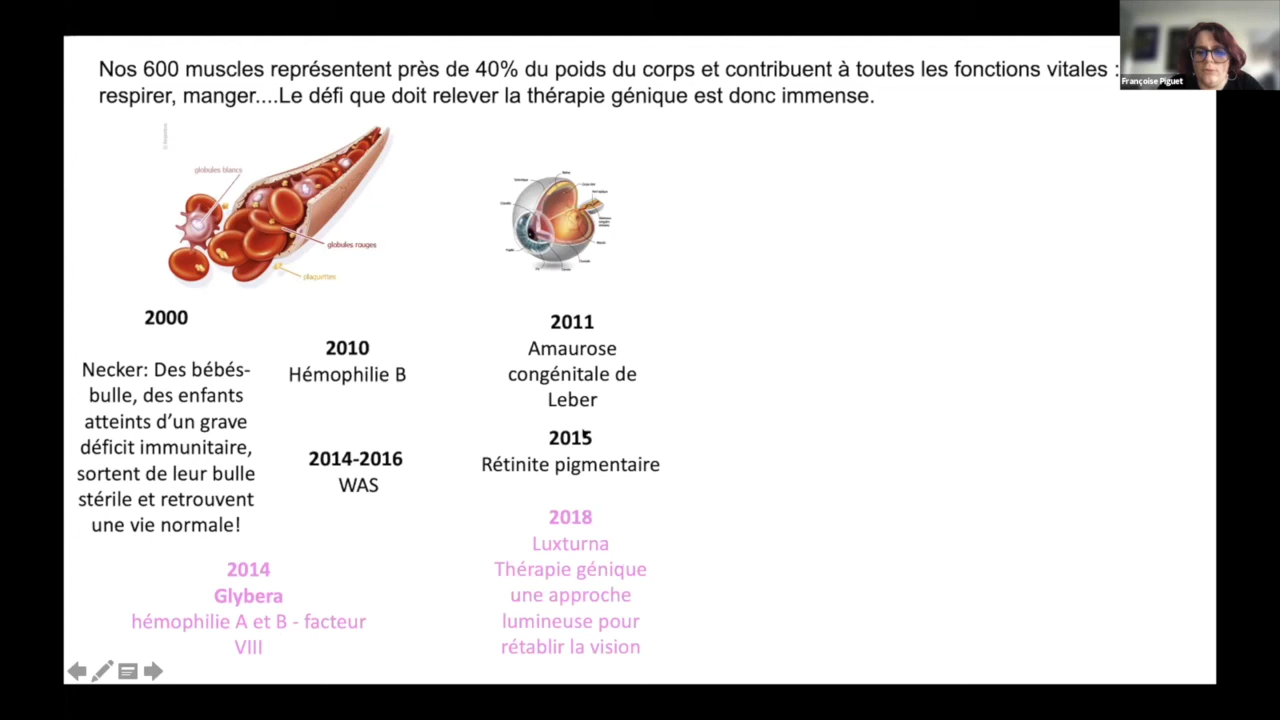 Nos 600 muscles représentent près de 40% du poids du corps et contribuent à toutes les fonctions vitales :
respirer, manger....Le défi que doit relever la thérapie génique est donc immense.
Françoise Piguet
globules blancs
globules rouges
plaquettes
2000
Necker: Des bébés-
bulle, des enfants
atteints d’un grave
déficit immunitaire,
sortent de leur bulle
stérile et retrouvent
une vie normale!
2010
Hémophilie B
2014-2016
WAS
2014
Glybera
hémophilie A et B - facteur
VIII
2011
Amaurose
congénitale de
Leber
2015
Rétinite pigmentaire
2018
Luxturna
Thérapie génique
une approche
lumineuse pour
rétablir la vision